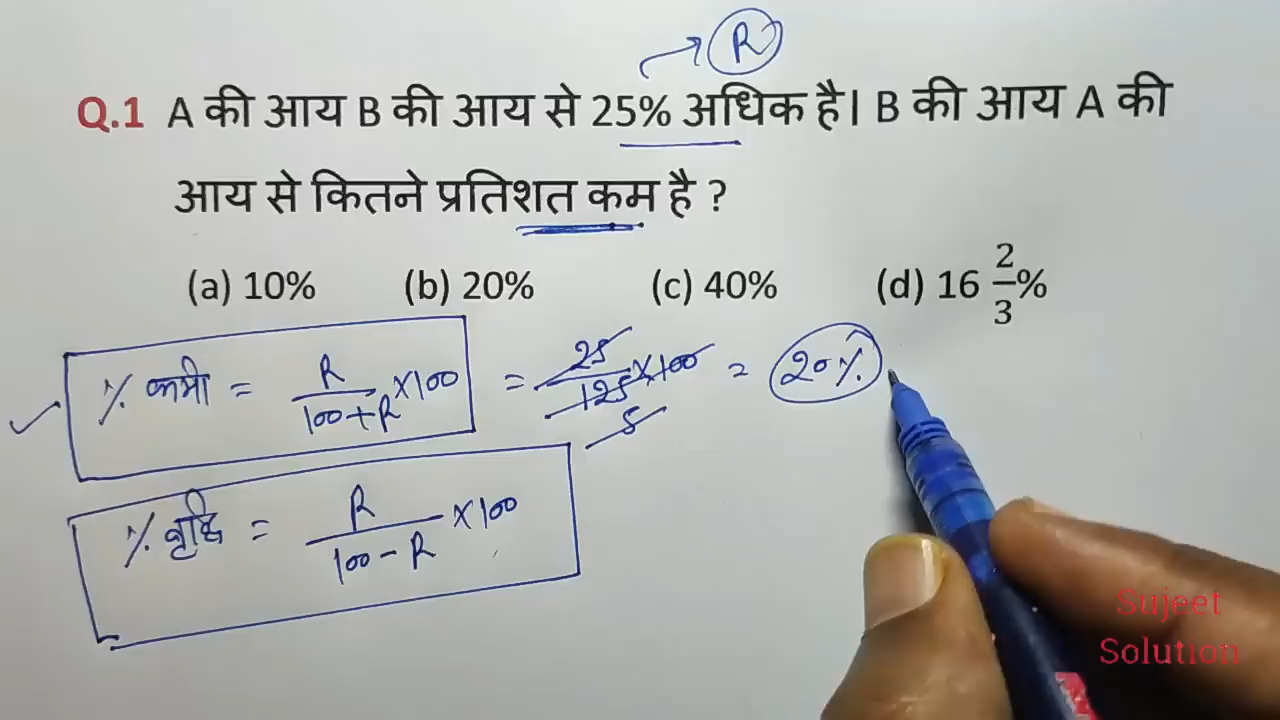 R
Q.1 A की आय B की आय से 25% अधिक है। B की आय A की
आय से कितने प्रतिशत कम है ?
(a) 10% (b) 20% (c) 40% (d) 16 2/3%
% कमी = R/(100+R) ×100 = 25/125 ×100 = 20%
5
% वृद्धि = R/(100-R) ×100
Sujeet
Solution